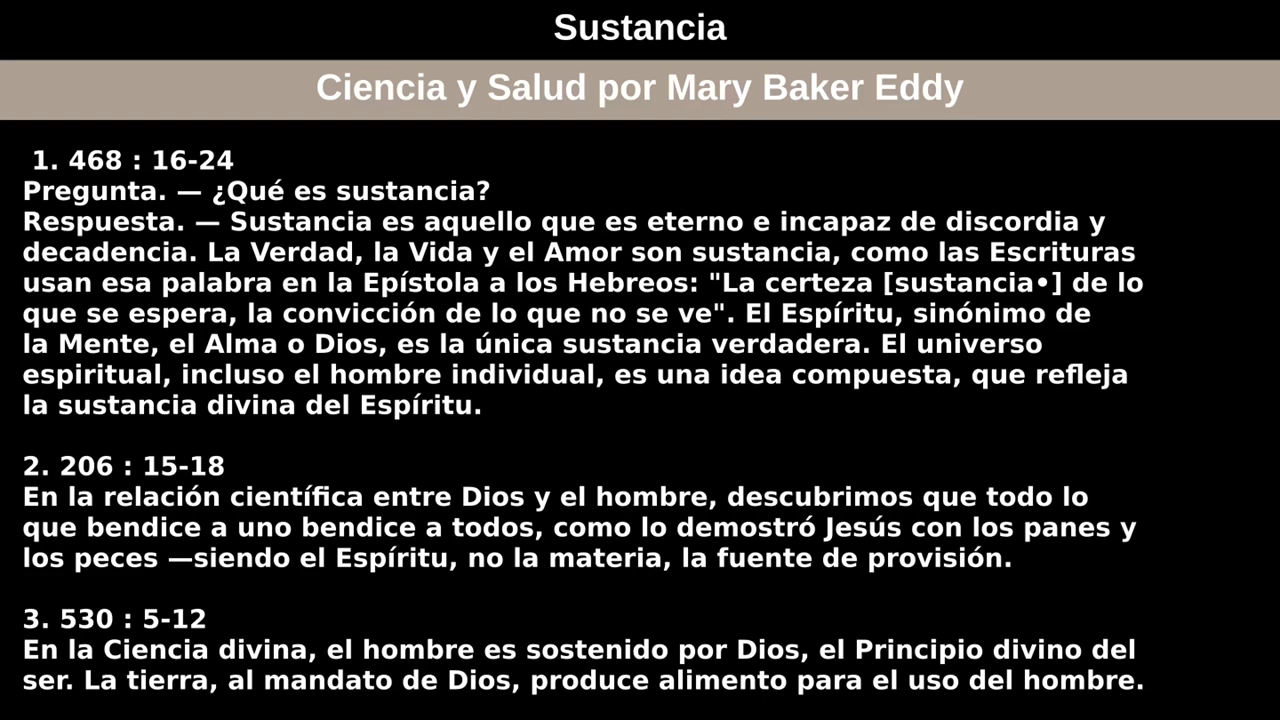 Sustancia
Ciencia y Salud por Mary Baker Eddy
1. 468 : 16-24
Pregunta. — ¿Qué es sustancia?
Respuesta. — Sustancia es aquello que es eterno e incapaz de discordia y
decadencia. La Verdad, la Vida y el Amor son sustancia, como las Escrituras
usan esa palabra en la Epístola a los Hebreos: "La certeza [sustancia•] de lo
que se espera, la convicción de lo que no se ve". El Espíritu, sinónimo de
la Mente, el Alma o Dios, es la única sustancia verdadera. El universo
espiritual, incluso el hombre individual, es una idea compuesta, que refleja
la sustancia divina del Espíritu.
2. 206 : 15-18
En la relación científica entre Dios y el hombre, descubrimos que todo lo
que bendice a uno bendice a todos, como lo demostró Jesús con los panes y
los peces —siendo el Espíritu, no la materia, la fuente de provisión.
3. 530 : 5-12
En la Ciencia divina, el hombre es sostenido por Dios, el Principio divino del
ser. La tierra, al mandato de Dios, produce alimento para el uso del hombre.